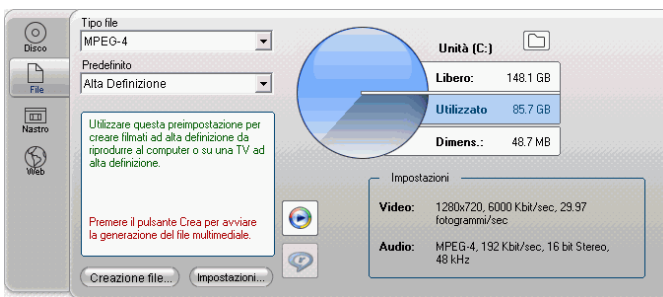 Disco
File
Nastro
Web
Tipo file
MPEG-4
Predefinito
Alta Definizione
Utilizzare questa preimpostazione per
creare filmati ad alta definizione da
riprodurre al computer o su una TV ad
alta definizione.
Premere il pulsante Crea per avviare
la generazione del file multimediale.
Creazione file...
Impostazioni...
Unità (C:)
Libero: 148.1 GB
Utilizzato 85.7 GB
Dimens.: 48.7 MB
Impostazioni
Video: 1280x720, 6000 Kbit/sec, 29.97
fotogrammi/sec
Audio: MPEG-4, 192 Kbit/sec, 16 bit Stereo,
48 kHz